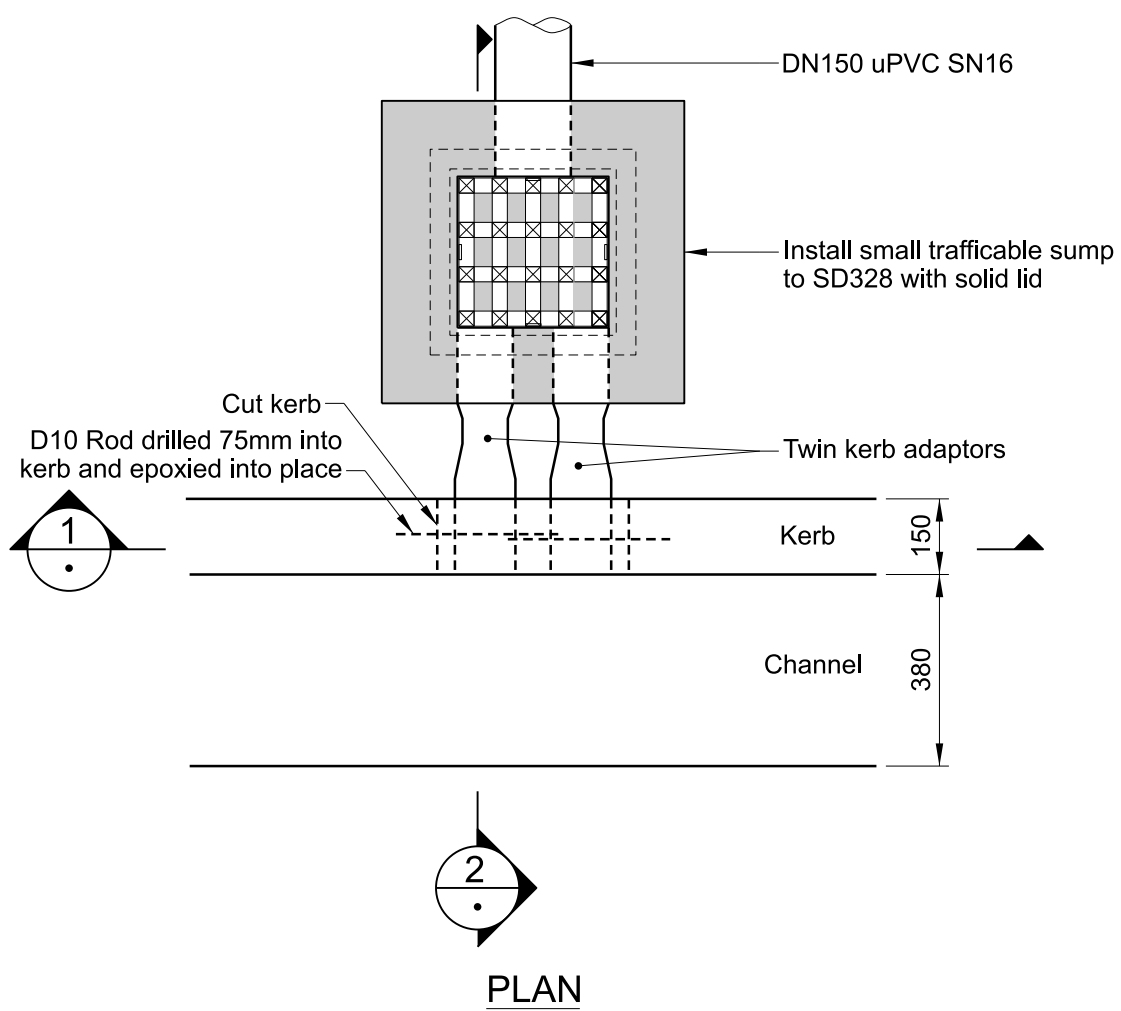 DN150 uPVC SN16
Install small trafficable sump
to SD328 with solid lid
Cut kerb
D10 Rod drilled 75mm into
kerb and epoxied into place
Twin kerb adaptors
1
Kerb
150
Channel
380
2
PLAN